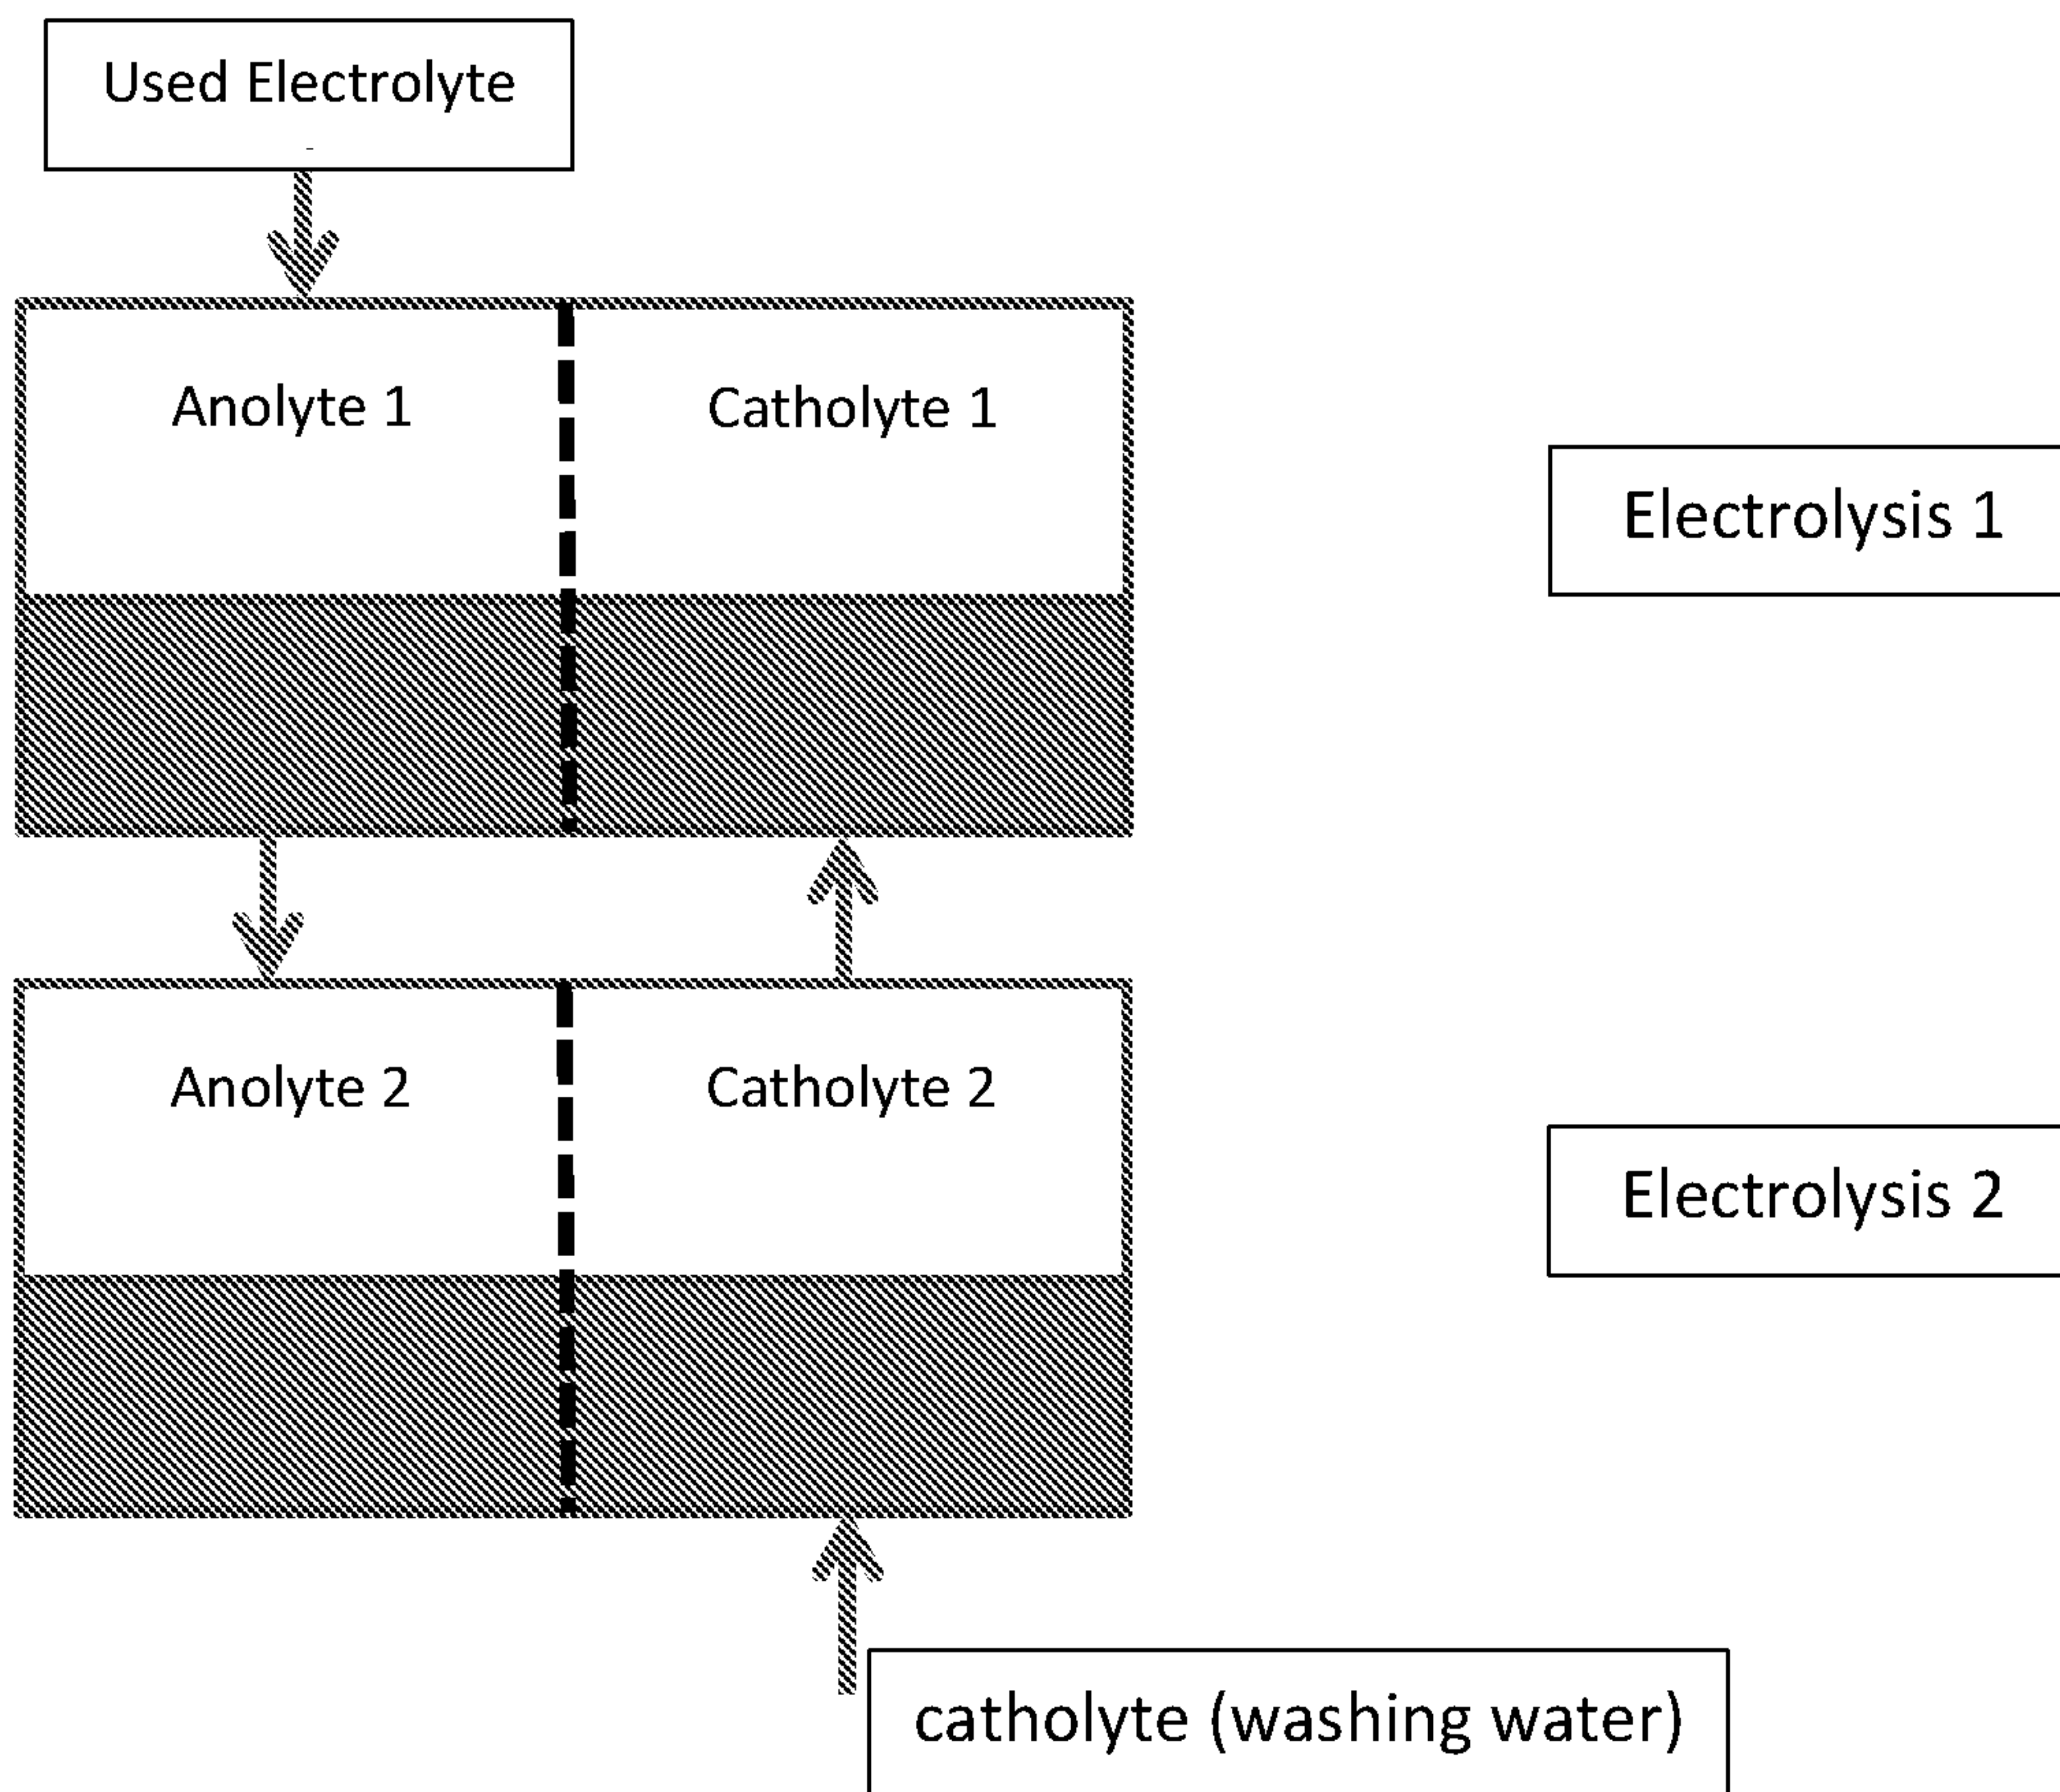 Used Electrolyte
Anolyte 1
Catholyte 1
Electrolysis 1
Anolyte 2
Catholyte 2
Electrolysis 2
catholyte (washing water)